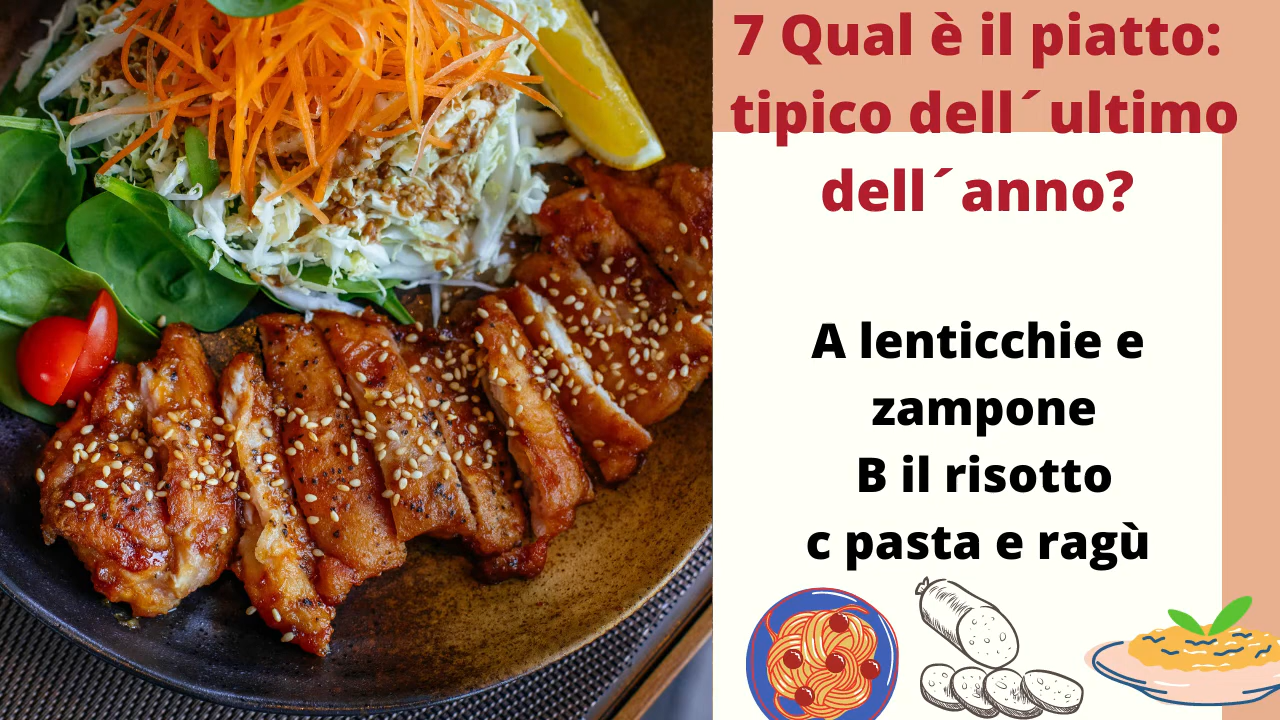 7 Qual è il piatto:
tipico dell´ultimo
dell´anno?
A lenticchie e
zampone
B il risotto
c pasta e ragù